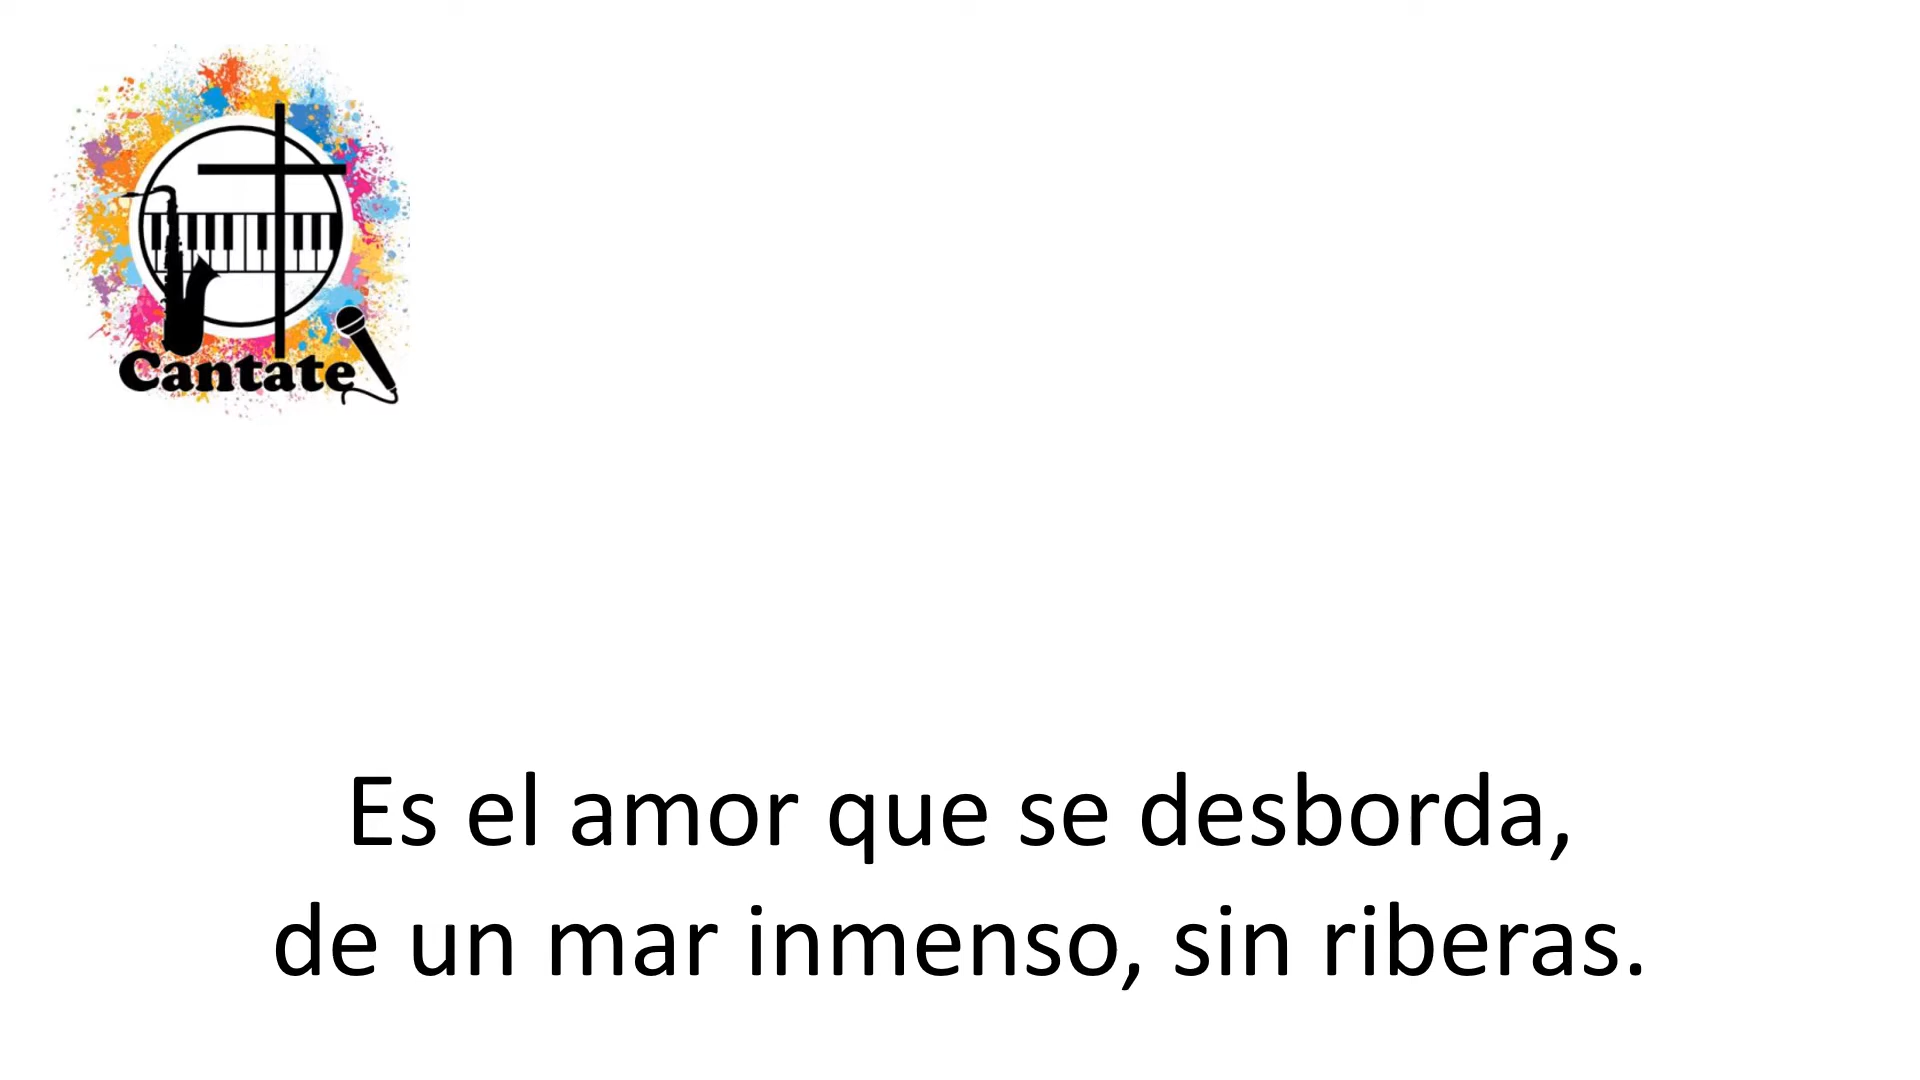 Cantate
Es el amor que se desborda,
de un mar inmenso, sin riberas.